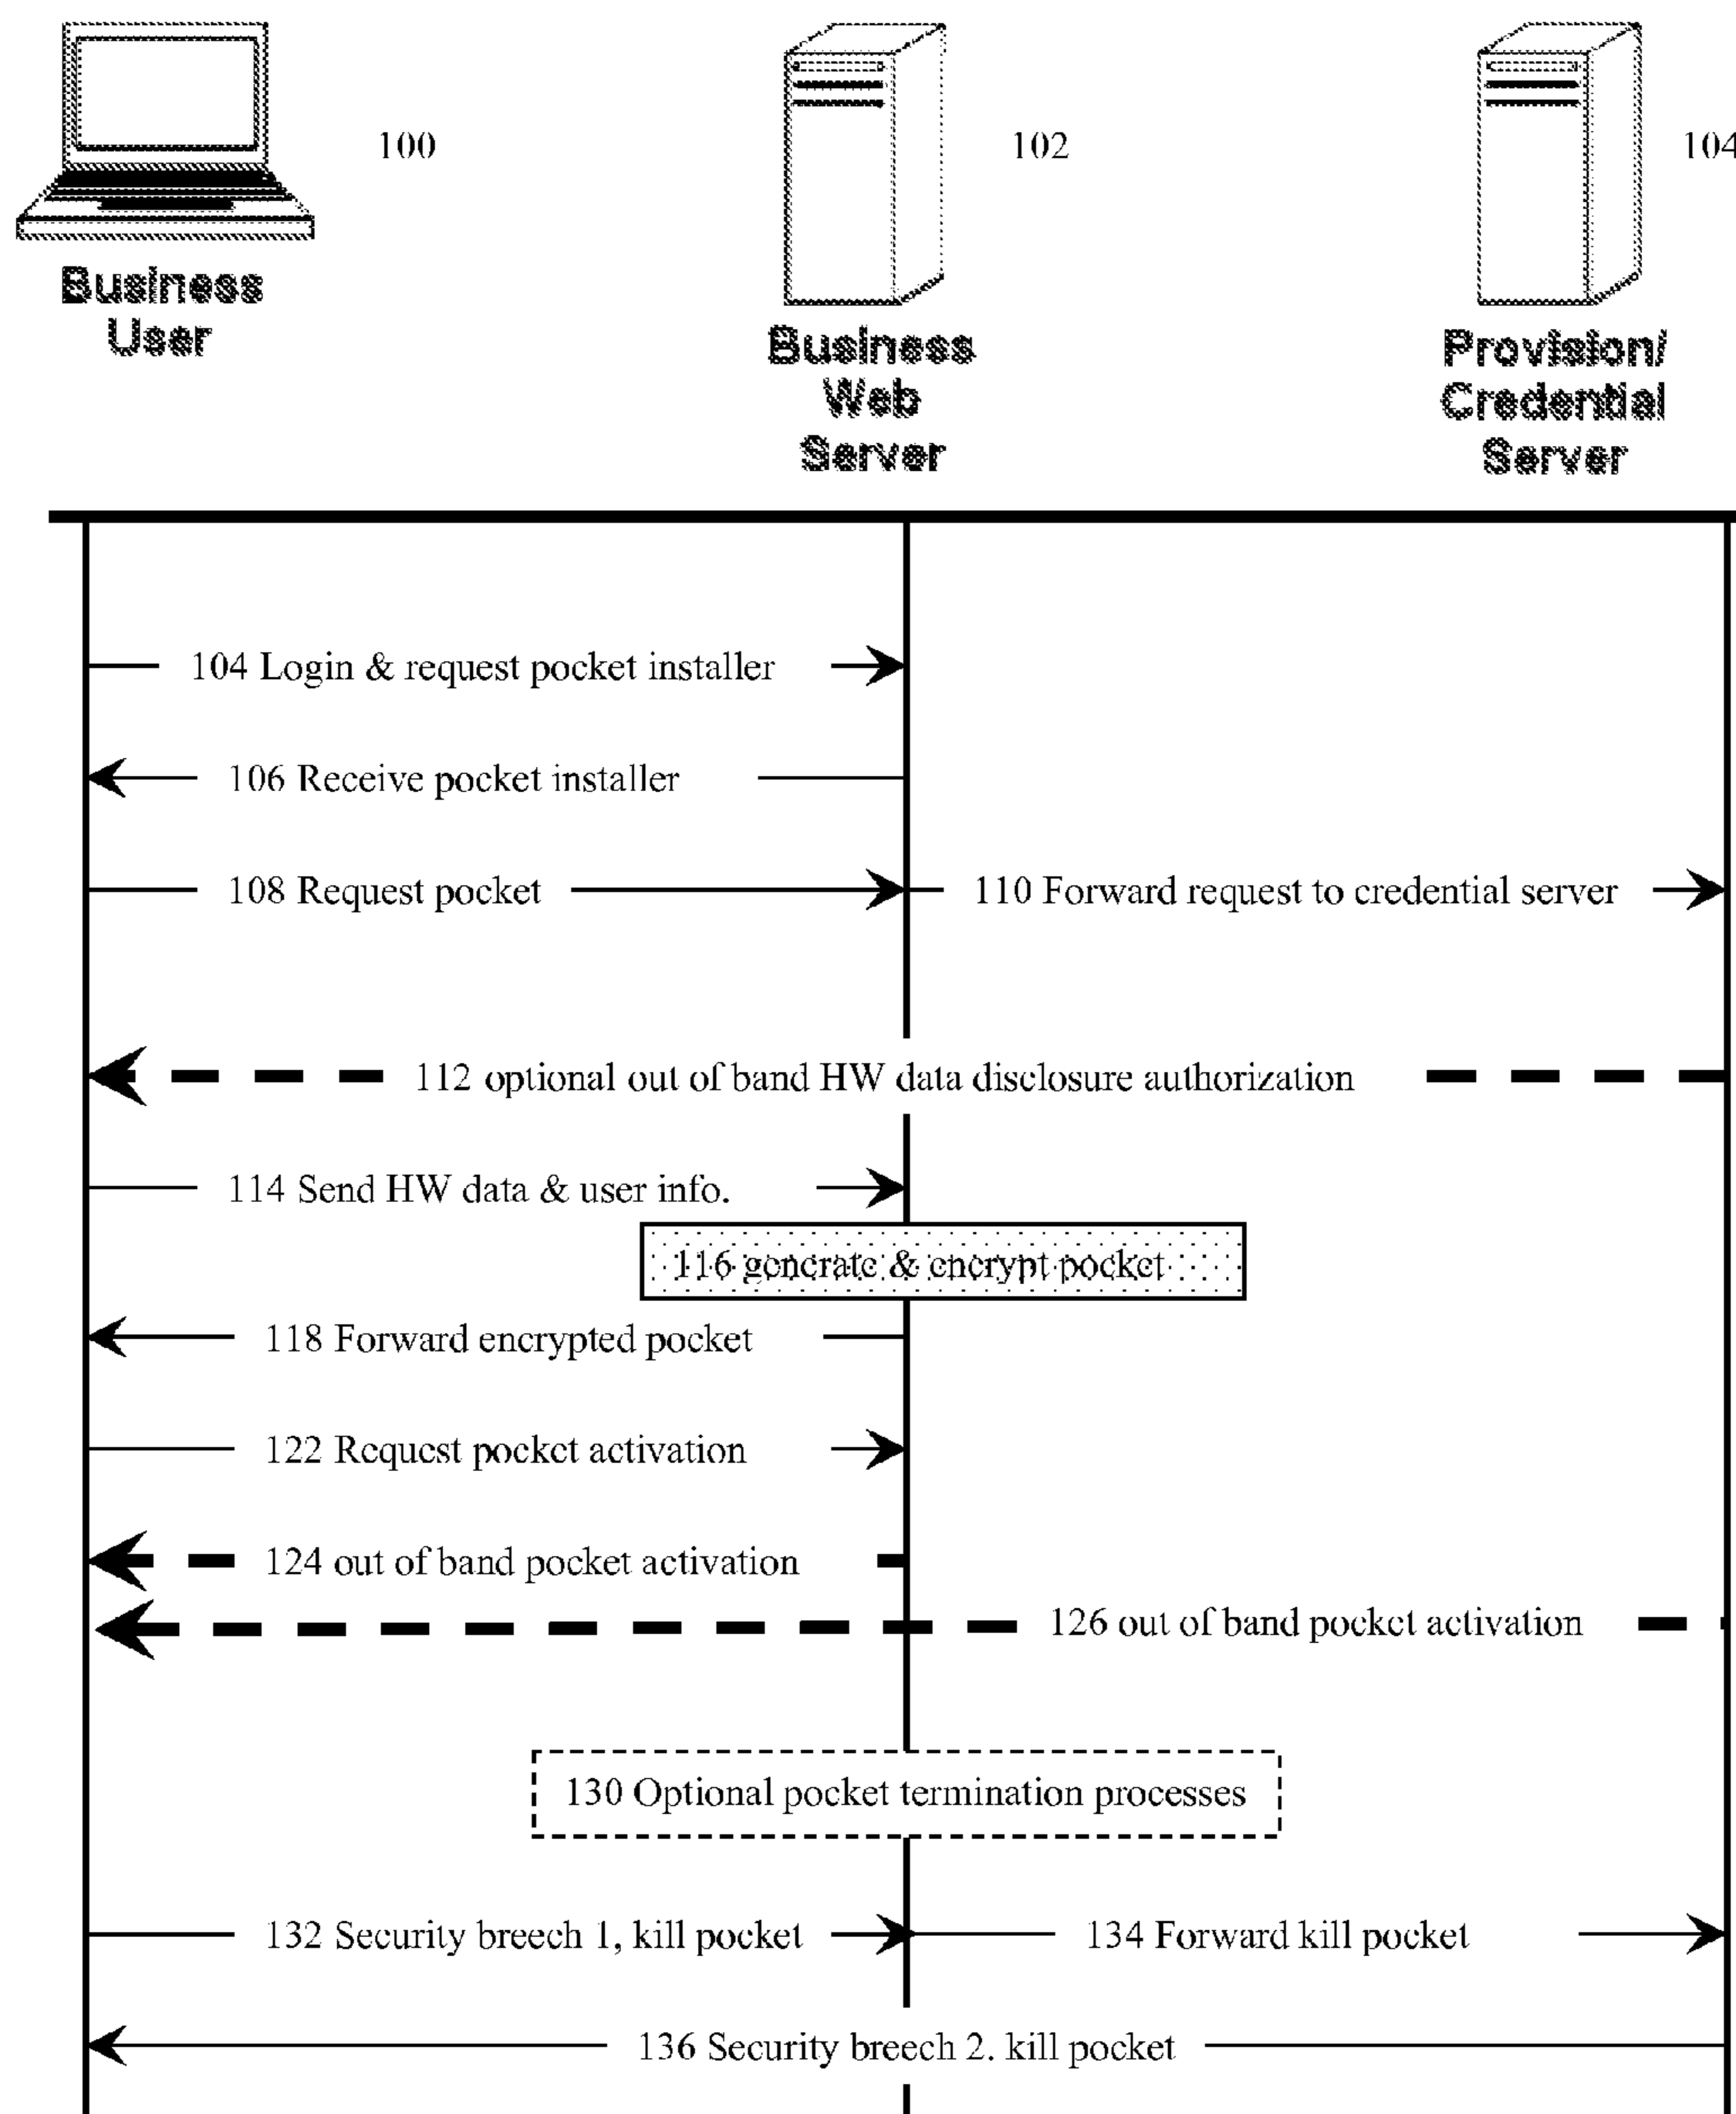 100
102
104
Business
User
Business
Web
Server
Provision/
Credential
Server
104 Login & request pocket installer
106 Receive pocket installer
108 Request pocket
110 Forward request to credential server
112 optional out of band HW data disclosure authorization
114 Send HW data & user info.
116 generate & encrypt pocket
118 Forward encrypted pocket
122 Request pocket activation
124 out of band pocket activation
126 out of band pocket activation
130 Optional pocket termination processes
132 Security breech 1, kill pocket
134 Forward kill pocket
136 Security breech 2. kill pocket